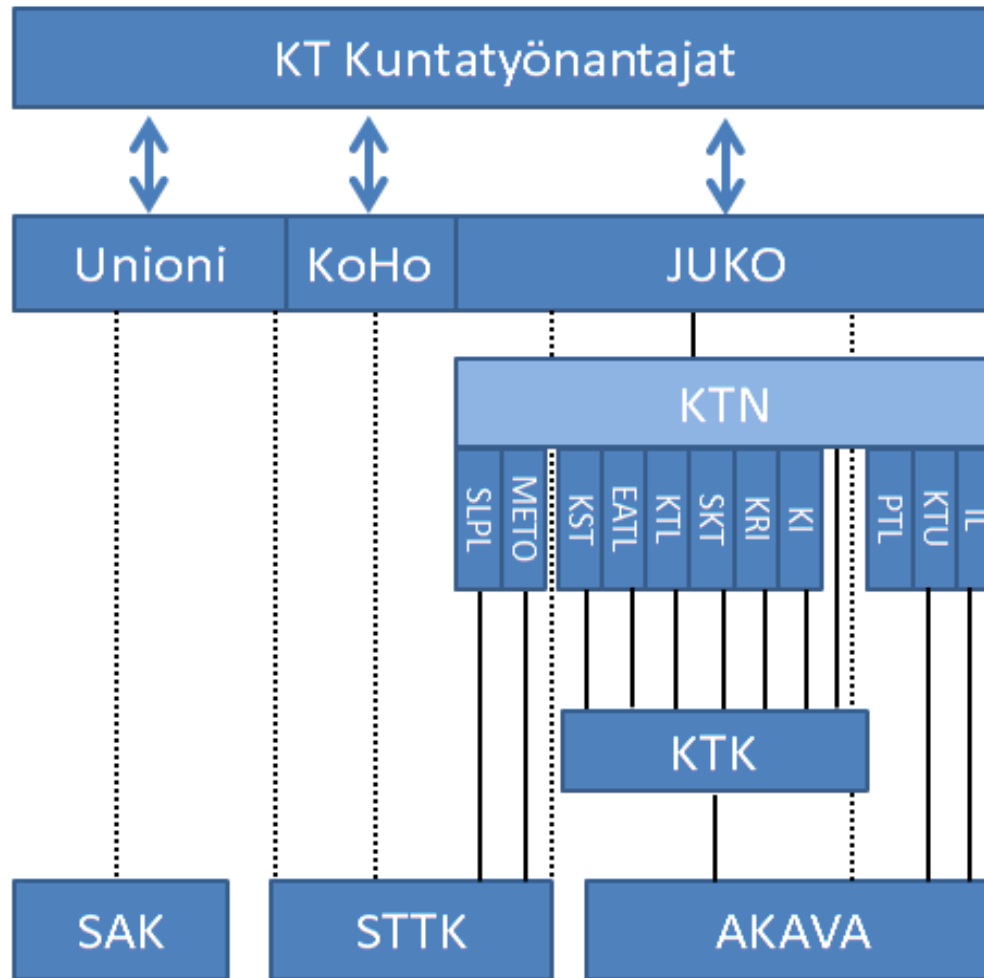 KT Kuntatyönantajat
Unioni
KoHo
JUKO
KTN
SLPL
METO
KST
EATL
KTL
SKT
KRI
KI
PTL
KTU
IL
KTK
SAK
STTK
AKAVA